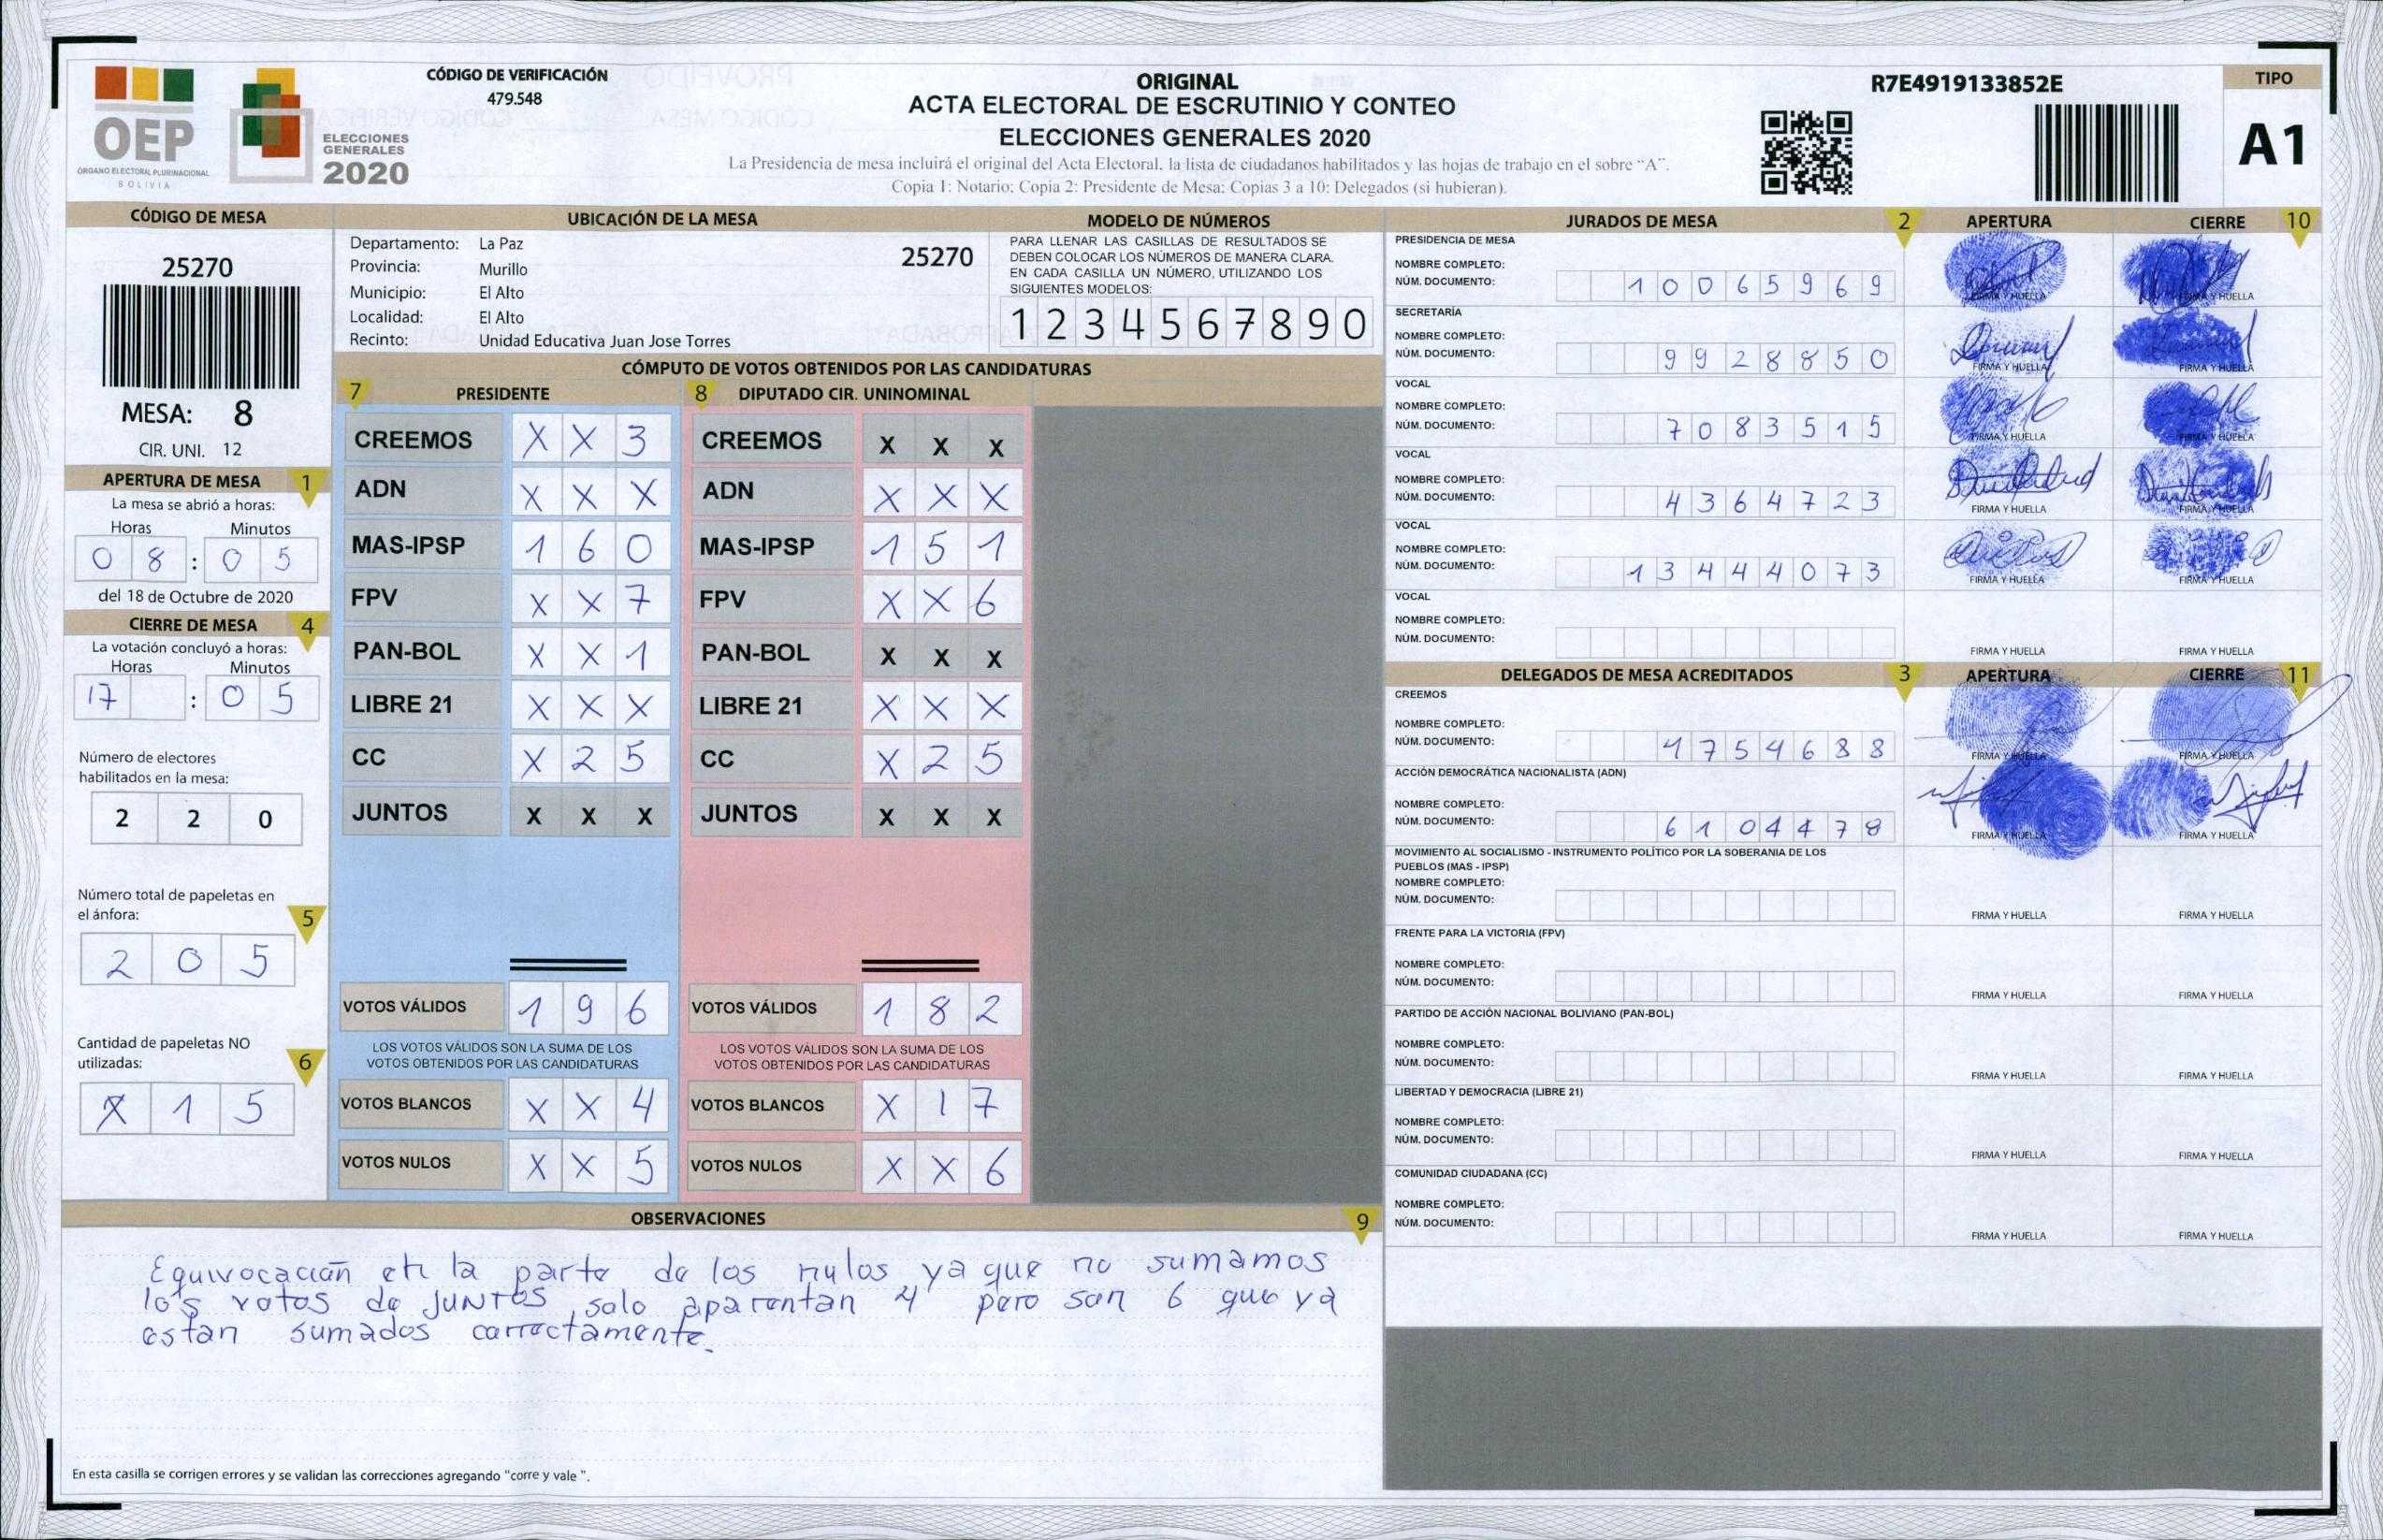 OEP
ÓRGANO ELECTORAL PLURINACIONAL
BOLIVIA
ELECCIONES
GENERALES
2020
CÓDIGO DE VERIFICACIÓN
479.548
ORIGINAL
ACTA ELECTORAL DE ESCRUTINIO Y CONTEO
ELECCIONES GENERALES 2020
La Presidencia de mesa incluirá el original del Acta Electoral, la lista de ciudadanos habilitados y las hojas de trabajo en el sobre "A".
Copia 1: Notario; Copia 2: Presidente de Mesa; Copias 3 a 10: Delegados (si hubieran).
R7E4919133852E
TIPO
A1
CÓDIGO DE MESA
25270
MESA: 8
CIR. UNI. 12
APERTURA DE MESA 1
La mesa se abrió a horas:
Horas Minutos
0 8 : 0 5
del 18 de Octubre de 2020
CIERRE DE MESA 4
La votación concluyó a horas:
Horas Minutos
17 : 0 5
Número de electores
habilitados en la mesa:
2 2 0
Número total de papeletas en
el ánfora: 5
2 0 5
Cantidad de papeletas NO
utilizadas: 6
X 1 5
UBICACIÓN DE LA MESA
Departamento: La Paz 25270
Provincia: Murillo
Municipio: El Alto
Localidad: El Alto
Recinto: Unidad Educativa Juan Jose Torres
MODELO DE NÚMEROS
PARA LLENAR LAS CASILLAS DE RESULTADOS SE
DEBEN COLOCAR LOS NÚMEROS DE MANERA CLARA.
EN CADA CASILLA UN NÚMERO, UTILIZANDO LOS
SIGUIENTES MODELOS:
1 2 3 4 5 6 7 8 9 0
CÓMPUTO DE VOTOS OBTENIDOS POR LAS CANDIDATURAS
7 PRESIDENTE 8 DIPUTADO CIR. UNINOMINAL
CREEMOS X X 3 CREEMOS X X X
ADN X X X ADN X X X
MAS-IPSP 1 6 0 MAS-IPSP 1 5 1
FPV X X 7 FPV X X 6
PAN-BOL X X 1 PAN-BOL X X X
LIBRE 21 X X X LIBRE 21 X X X
CC X 2 5 CC X 2 5
JUNTOS X X X JUNTOS X X X
VOTOS VÁLIDOS 1 9 6 VOTOS VÁLIDOS 1 8 2
LOS VOTOS VÁLIDOS SON LA SUMA DE LOS LOS VOTOS VÁLIDOS SON LA SUMA DE LOS
VOTOS OBTENIDOS POR LAS CANDIDATURAS VOTOS OBTENIDOS POR LAS CANDIDATURAS
VOTOS BLANCOS X X 4 VOTOS BLANCOS X 1 7
VOTOS NULOS X X 5 VOTOS NULOS X X 6
OBSERVACIONES 9
Equivocación en la parte de los nulos, ya que no sumamos
los votos de JUNTOS, solo aparentan 4 pero son 6 que ya
estan sumados correctamente.
En esta casilla se corrigen errores y se validan las correcciones agregando "corre y vale ".
JURADOS DE MESA 2 APERTURA CIERRE 10
PRESIDENCIA DE MESA
NOMBRE COMPLETO:
NÚM. DOCUMENTO: 1 0 0 6 5 9 6 9 FIRMA Y HUELLA FIRMA Y HUELLA
SECRETARÍA
NOMBRE COMPLETO:
NÚM. DOCUMENTO: 9 9 2 8 8 5 0 FIRMA Y HUELLA FIRMA Y HUELLA
VOCAL
NOMBRE COMPLETO:
NÚM. DOCUMENTO: 7 0 8 3 5 1 5 FIRMA Y HUELLA FIRMA Y HUELLA
VOCAL
NOMBRE COMPLETO:
NÚM. DOCUMENTO: 4 3 6 4 7 2 3 FIRMA Y HUELLA FIRMA Y HUELLA
VOCAL
NOMBRE COMPLETO:
NÚM. DOCUMENTO: 1 3 4 4 4 0 7 3 FIRMA Y HUELLA FIRMA Y HUELLA
VOCAL
NOMBRE COMPLETO:
NÚM. DOCUMENTO: FIRMA Y HUELLA FIRMA Y HUELLA
DELEGADOS DE MESA ACREDITADOS 3 APERTURA CIERRE 11
CREEMOS
NOMBRE COMPLETO:
NÚM. DOCUMENTO: 4 7 5 4 6 8 8 FIRMA Y HUELLA FIRMA Y HUELLA
ACCIÓN DEMOCRÁTICA NACIONALISTA (ADN)
NOMBRE COMPLETO:
NÚM. DOCUMENTO: 6 1 0 4 4 7 8 FIRMA Y HUELLA FIRMA Y HUELLA
MOVIMIENTO AL SOCIALISMO - INSTRUMENTO POLÍTICO POR LA SOBERANIA DE LOS
PUEBLOS (MAS - IPSP)
NOMBRE COMPLETO:
NÚM. DOCUMENTO: FIRMA Y HUELLA FIRMA Y HUELLA
FRENTE PARA LA VICTORIA (FPV)
NOMBRE COMPLETO:
NÚM. DOCUMENTO: FIRMA Y HUELLA FIRMA Y HUELLA
PARTIDO DE ACCIÓN NACIONAL BOLIVIANO (PAN-BOL)
NOMBRE COMPLETO:
NÚM. DOCUMENTO: FIRMA Y HUELLA FIRMA Y HUELLA
LIBERTAD Y DEMOCRACIA (LIBRE 21)
NOMBRE COMPLETO:
NÚM. DOCUMENTO: FIRMA Y HUELLA FIRMA Y HUELLA
COMUNIDAD CIUDADANA (CC)
NOMBRE COMPLETO:
NÚM. DOCUMENTO: FIRMA Y HUELLA FIRMA Y HUELLA